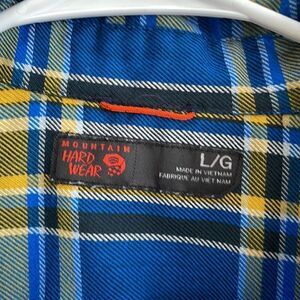 MOUNTAIN
HARD
WEAR
L/G
MADE IN VIETNAM
FABRIQUÉ AU VIET NAM